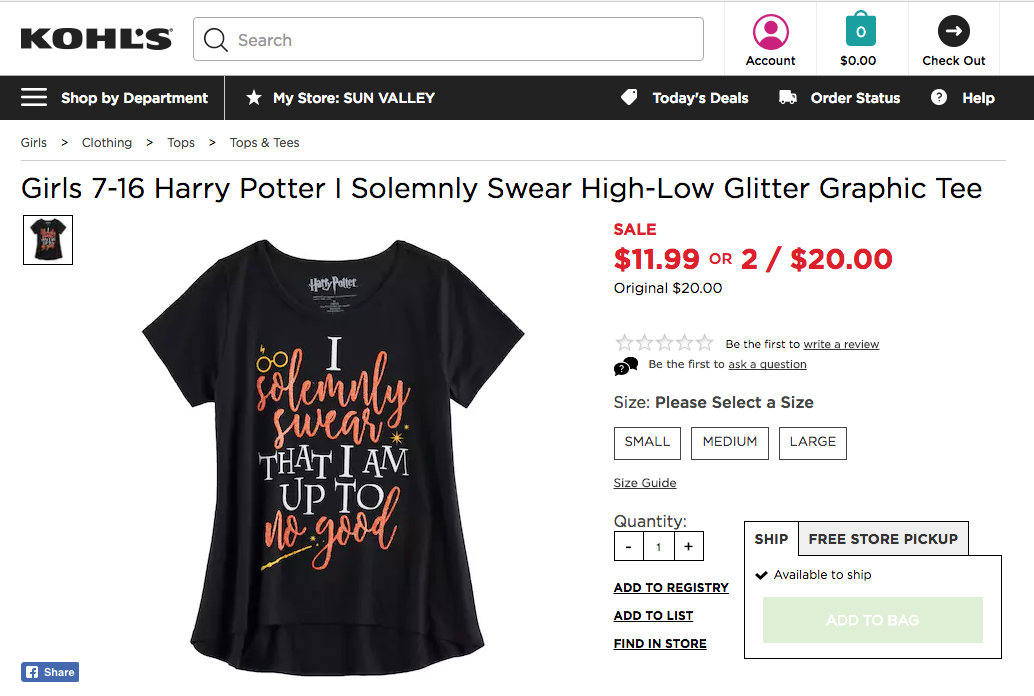 KOHL'S
Search
Account
0
$0.00
Check Out
Shop by Department
My Store: SUN VALLEY
Today's Deals
Order Status
?
Help
Girls > Clothing > Tops > Tops & Tees
Girls 7-16 Harry Potter I Solemnly Swear High-Low Glitter Graphic Tee
Harry Potter
I
solemnly
swear
THAT I AM
UP TO
no good
f Share
SALE
$11.99 OR 2 / $20.00
Original $20.00
Be the first to write a review
? Be the first to ask a question
Size: Please Select a Size
SMALL
MEDIUM
LARGE
Size Guide
Quantity:
- 1 +
ADD TO REGISTRY
ADD TO LIST
FIND IN STORE
SHIP
FREE STORE PICKUP
Available to ship
ADD TO BAG